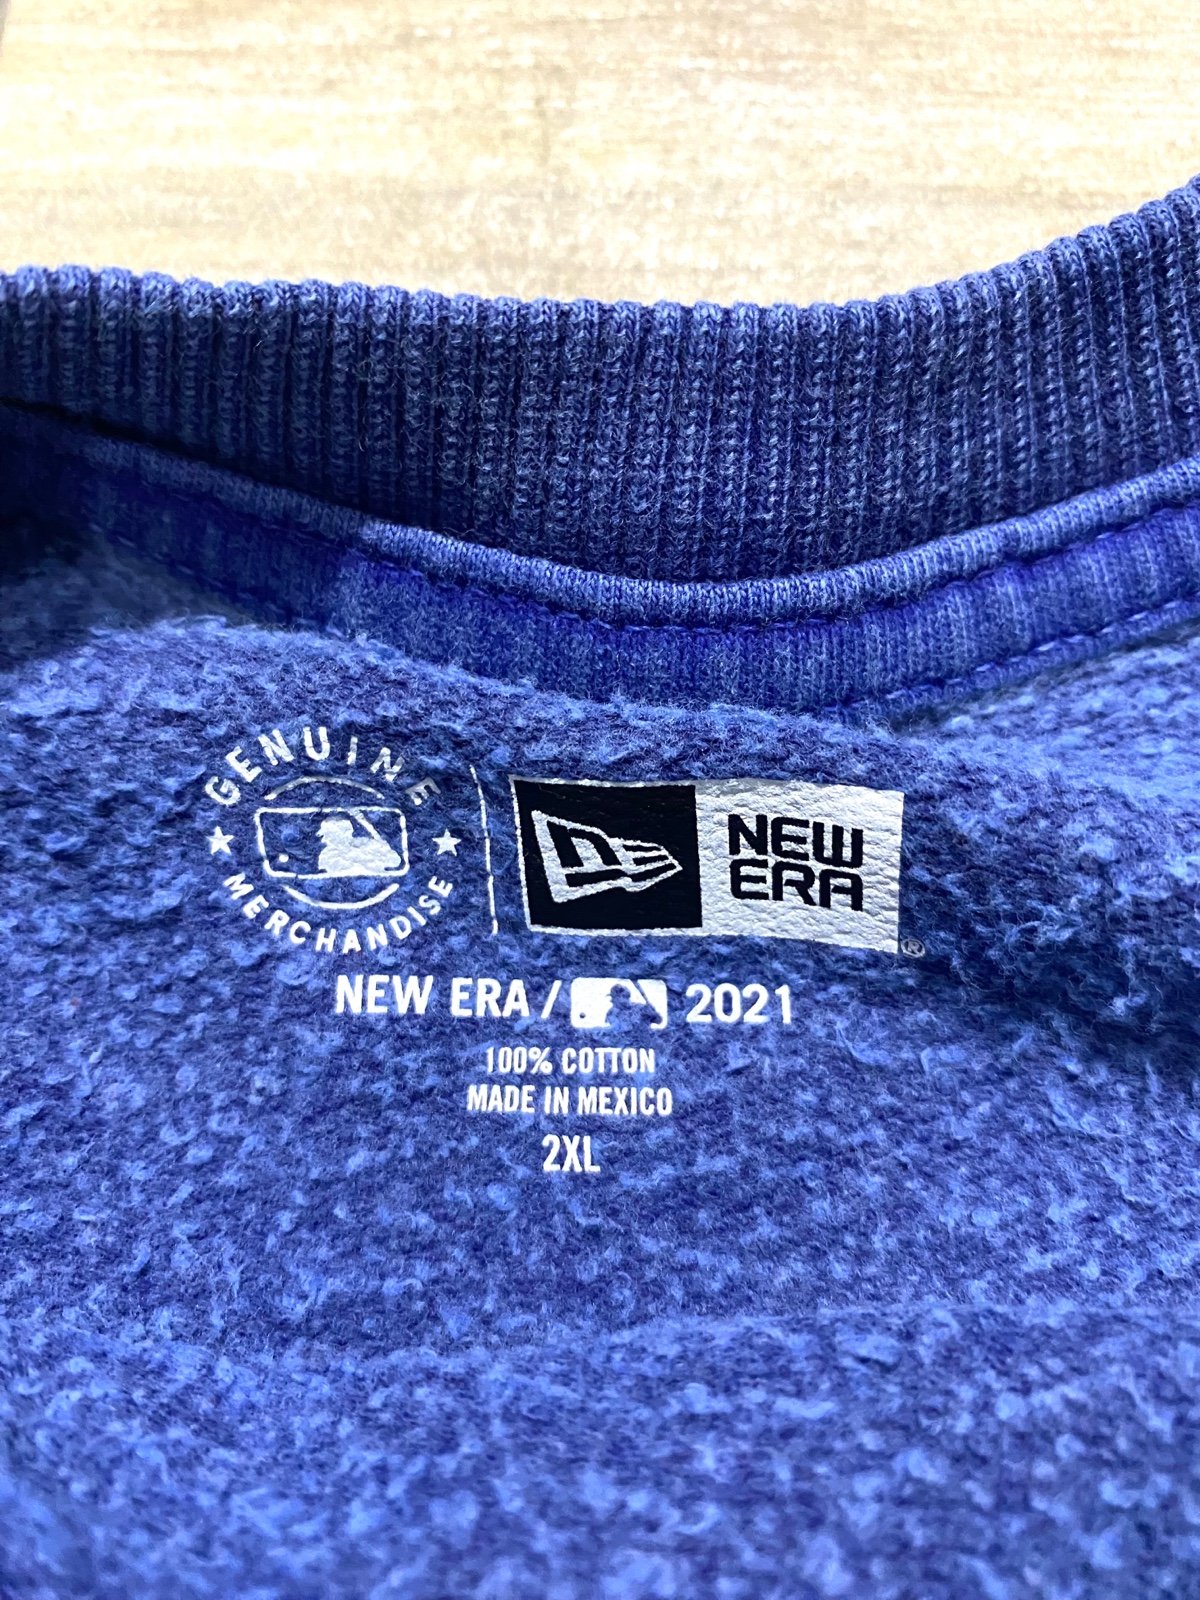 GENUINE
MERCHANDISE
NEW
ERA
®
NEW ERA / 2021
100% COTTON
MADE IN MEXICO
2XL